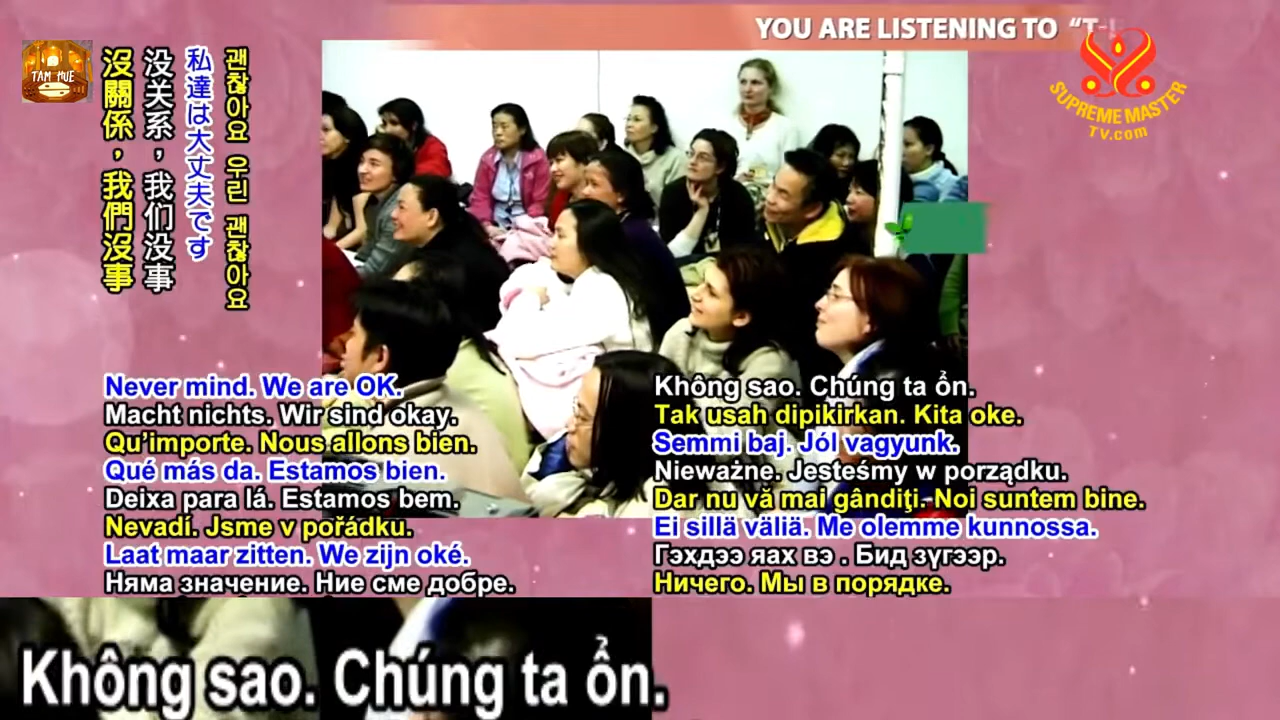 YOU ARE LISTENING TO
TÂM HUỆ
SUPREME MASTER
TV.com
沒關係，我們沒事
没关系，我们没事
私達は大丈夫です
괜찮아요 우린 괜찮아요
Never mind. We are OK.
Macht nichts. Wir sind okay.
Qu’importe. Nous allons bien.
Qué más da. Estamos bien.
Deixa para lá. Estamos bem.
Nevadí. Jsme v pořádku.
Laat maar zitten. We zijn oké.
Няма значение. Ние сме добре.
Không sao. Chúng ta ổn.
Tak usah dipikirkan. Kita oke.
Semmi baj. Jól vagyunk.
Nieważne. Jesteśmy w porządku.
Dar nu vă mai gândiţi. Noi suntem bine.
Ei sillä väliä. Me olemme kunnossa.
Гэхдээ яах вэ . Бид зүгээр.
Ничего. Мы в порядке.
Không sao. Chúng ta ổn.